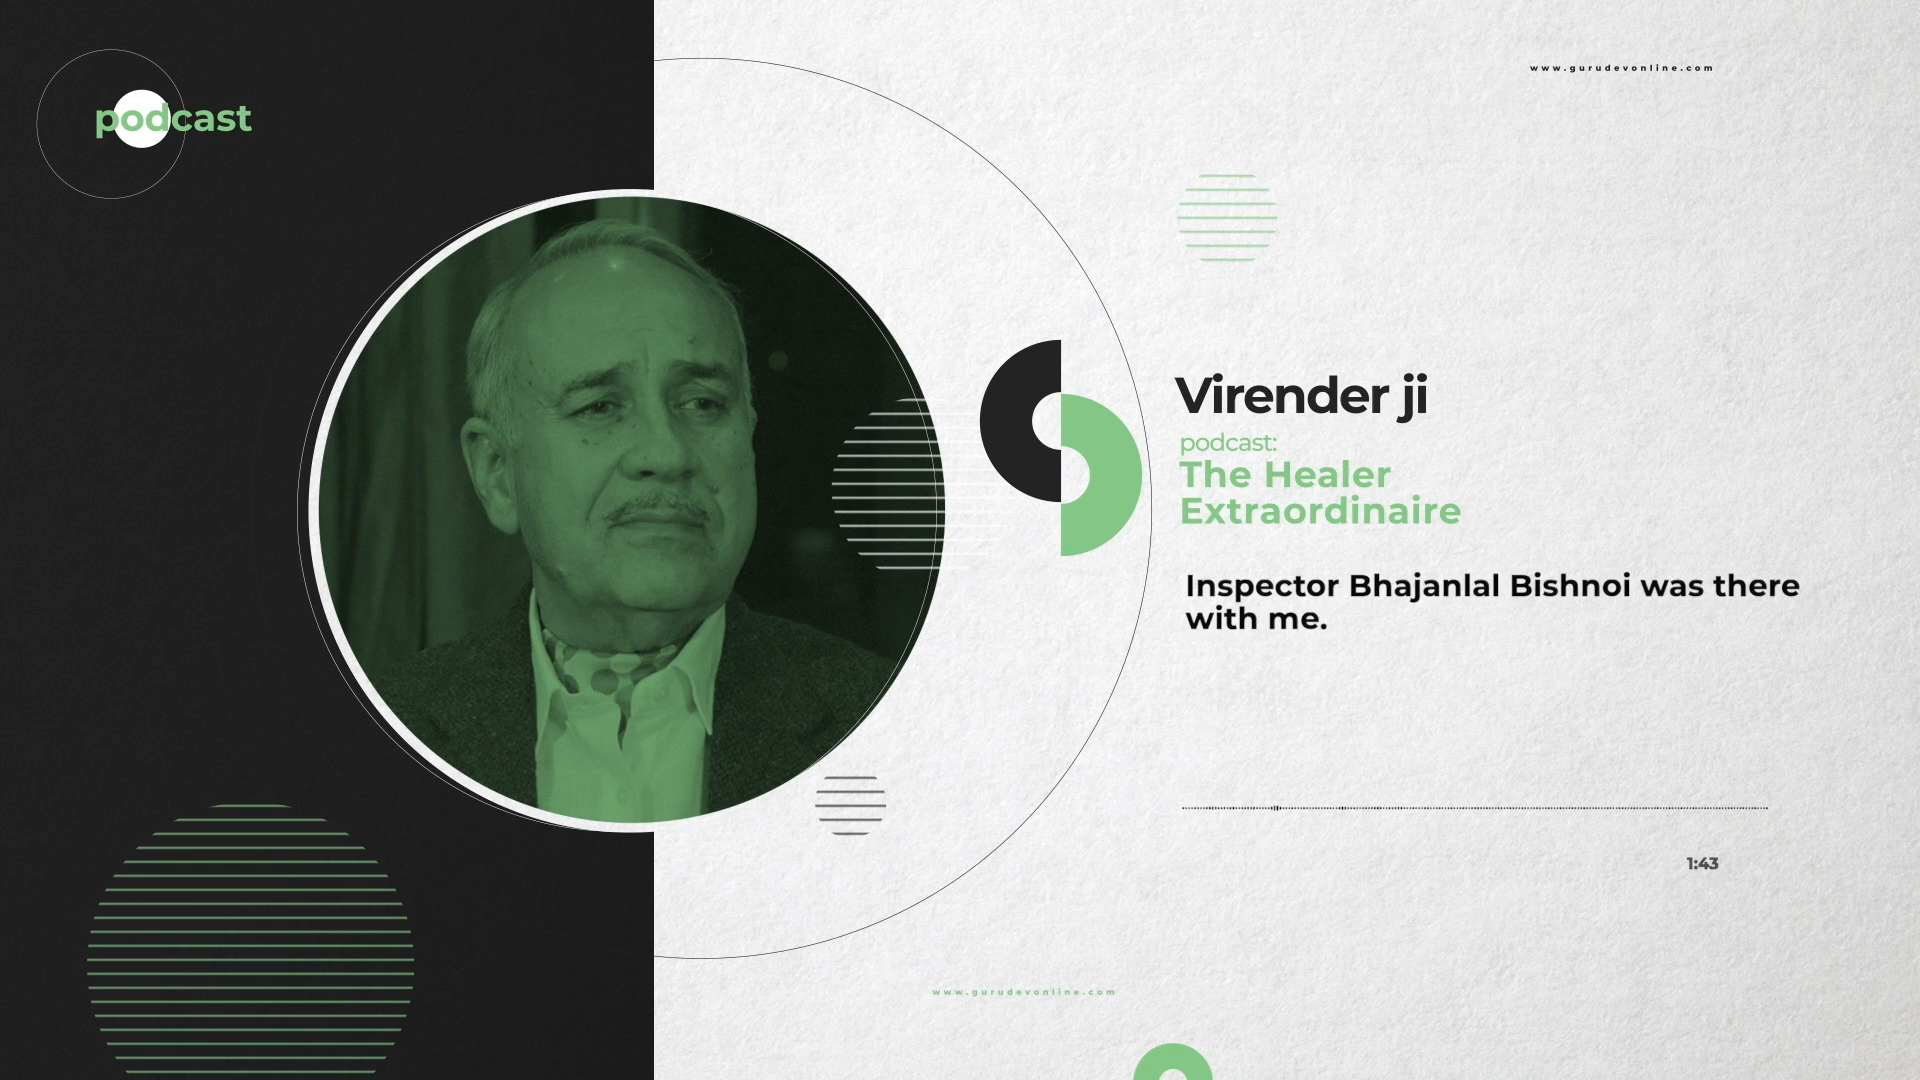 podcast
www.gurudevonline.com
Virender ji
podcast:
The Healer
Extraordinaire
Inspector Bhajanlal Bishnoi was there
with me.
1:43
www.gurudevonline.com